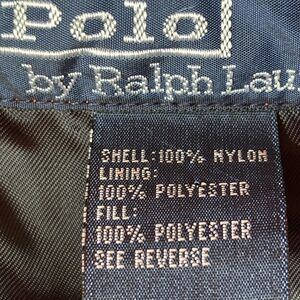 Polo
by Ralph Lau
SHELL:100% NYLON
LINING:
100% POLYESTER
FILL:
100% POLYESTER
SEE REVERSE